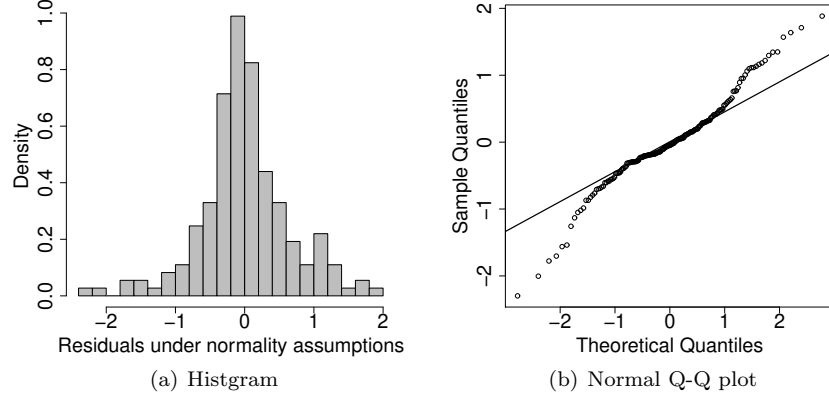 Density
0.0 0.2 0.4 0.6 0.8 1.0
−2 −1 0 1 2
Residuals under normality assumptions
(a) Histgram
Sample Quantiles
−2 −1 0 1 2
−2 −1 0 1 2
Theoretical Quantiles
(b) Normal Q-Q plot